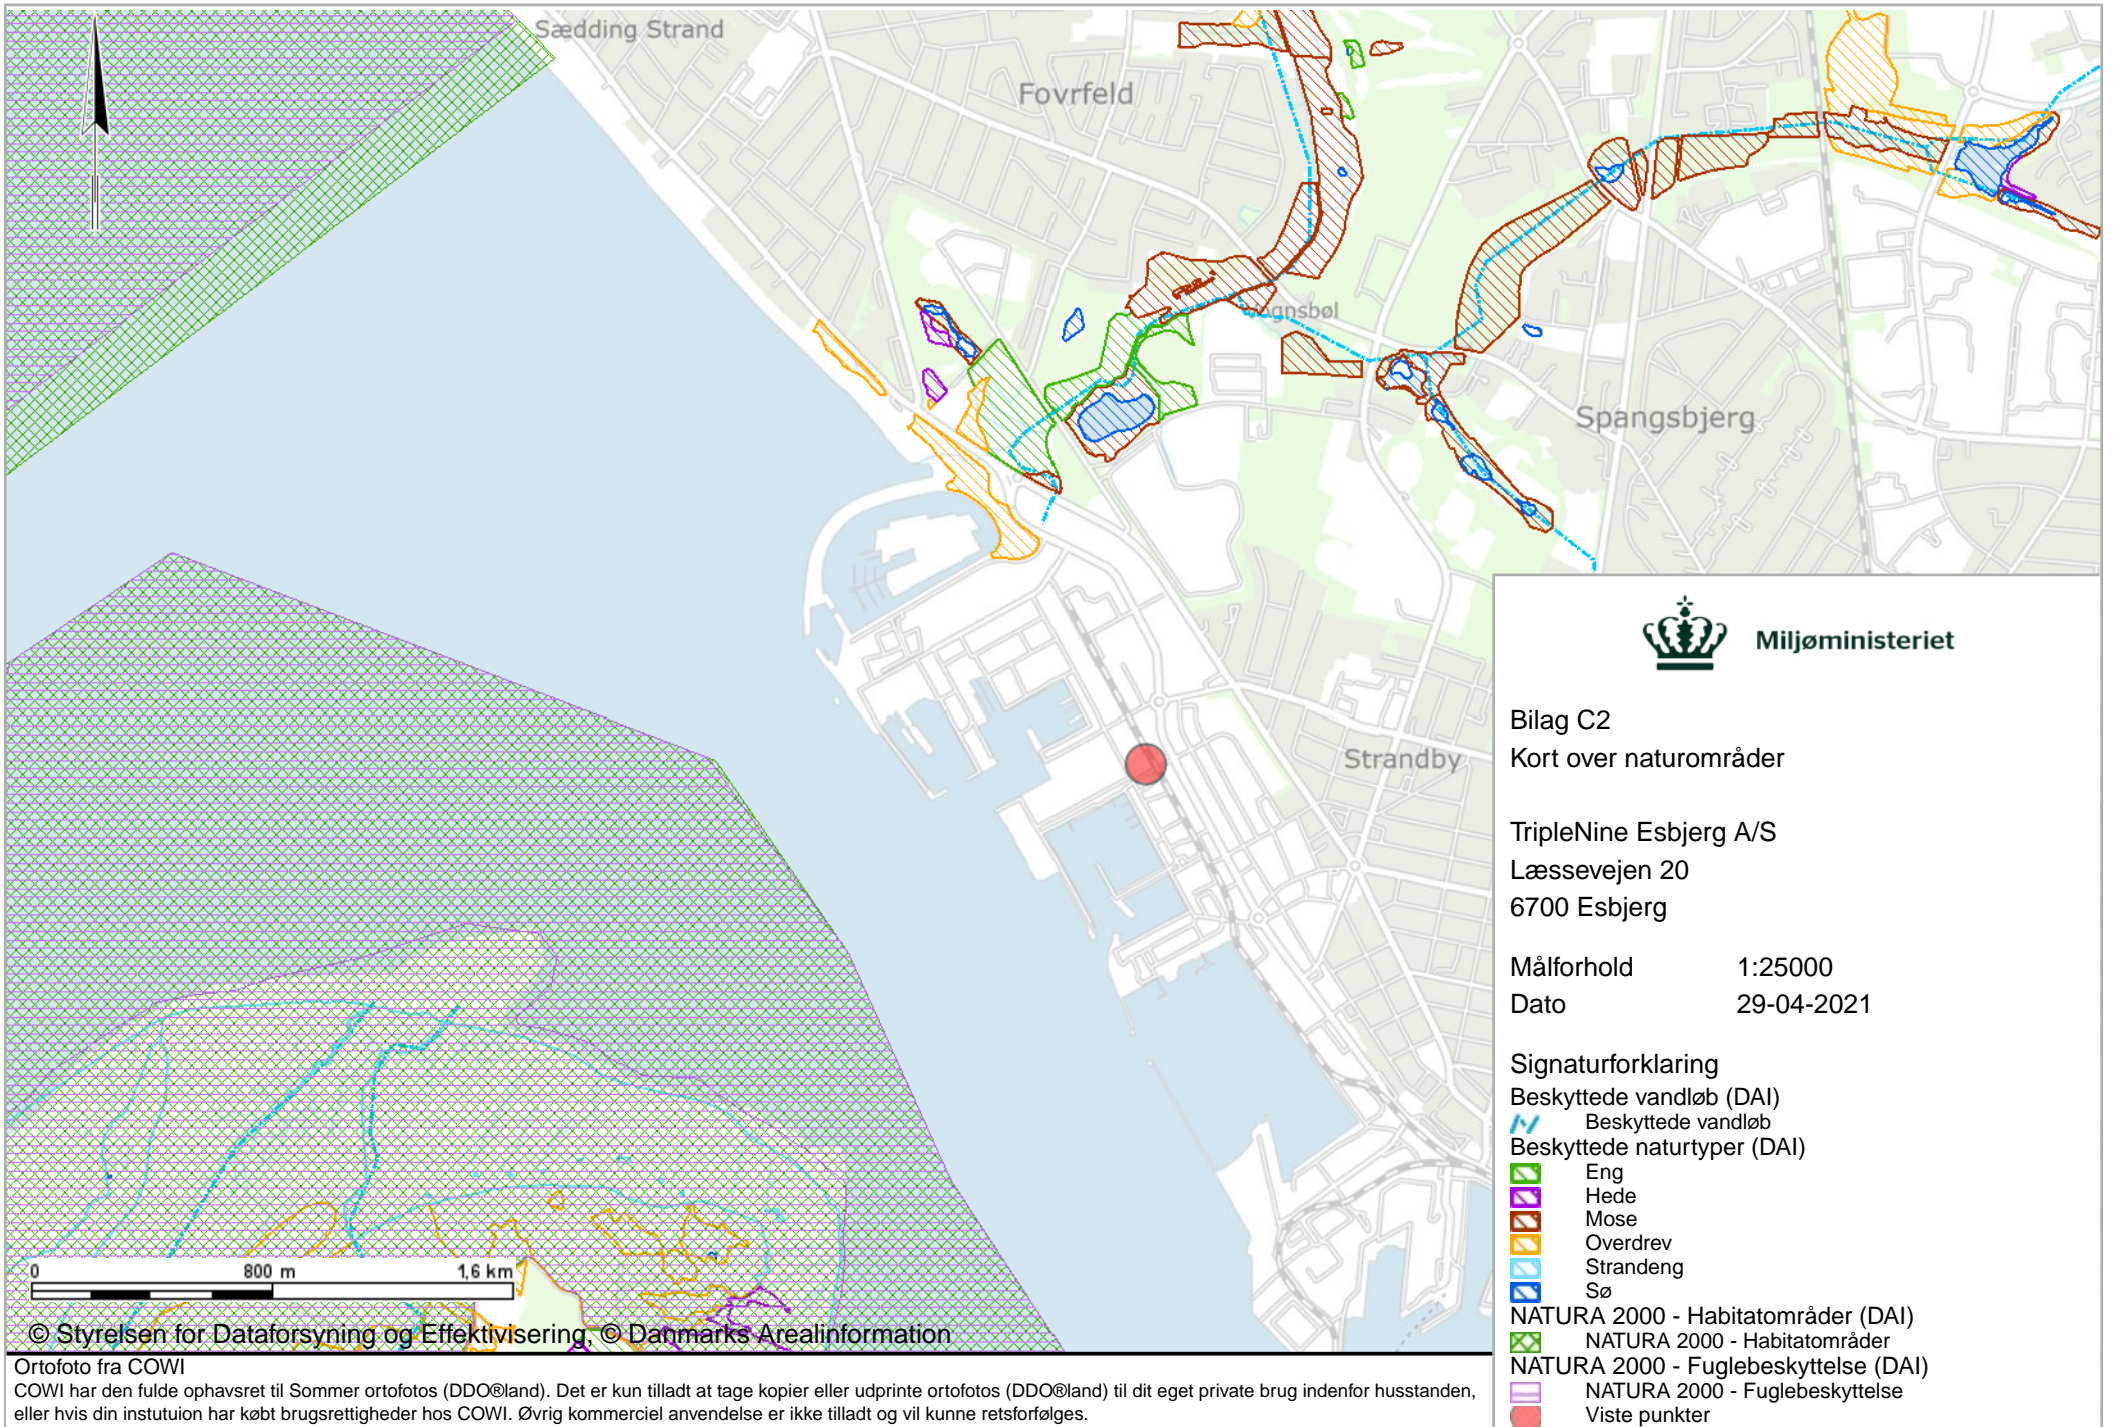 Sædding Strand
Fovrfeld
Spangsbjerg
Strandby
Miljøministeriet
Bilag C2
Kort over naturområder
TripleNine Esbjerg A/S
Læssevejen 20
6700 Esbjerg
Målforhold 1:25000
Dato 29-04-2021
Signaturforklaring
Beskyttede vandløb (DAI)
Beskyttede vandløb
Beskyttede naturtyper (DAI)
Eng
Hede
Mose
Overdrev
Strandeng
Sø
NATURA 2000 - Habitatområder (DAI)
NATURA 2000 - Habitatområder
NATURA 2000 - Fuglebeskyttelse (DAI)
NATURA 2000 - Fuglebeskyttelse
Viste punkter
0 800 m 1,6 km
© Styrelsen for Dataforsyning og Effektivisering, © Danmarks Arealinformation
Ortofoto fra COWI
COWI har den fulde ophavsret til Sommer ortofotos (DDO®land). Det er kun tilladt at tage kopier eller udprinte ortofotos (DDO®land) til dit eget private brug indenfor husstanden,
eller hvis din instutuion har købt brugsrettigheder hos COWI. Øvrig kommerciel anvendelse er ikke tilladt og vil kunne retsforfølges.